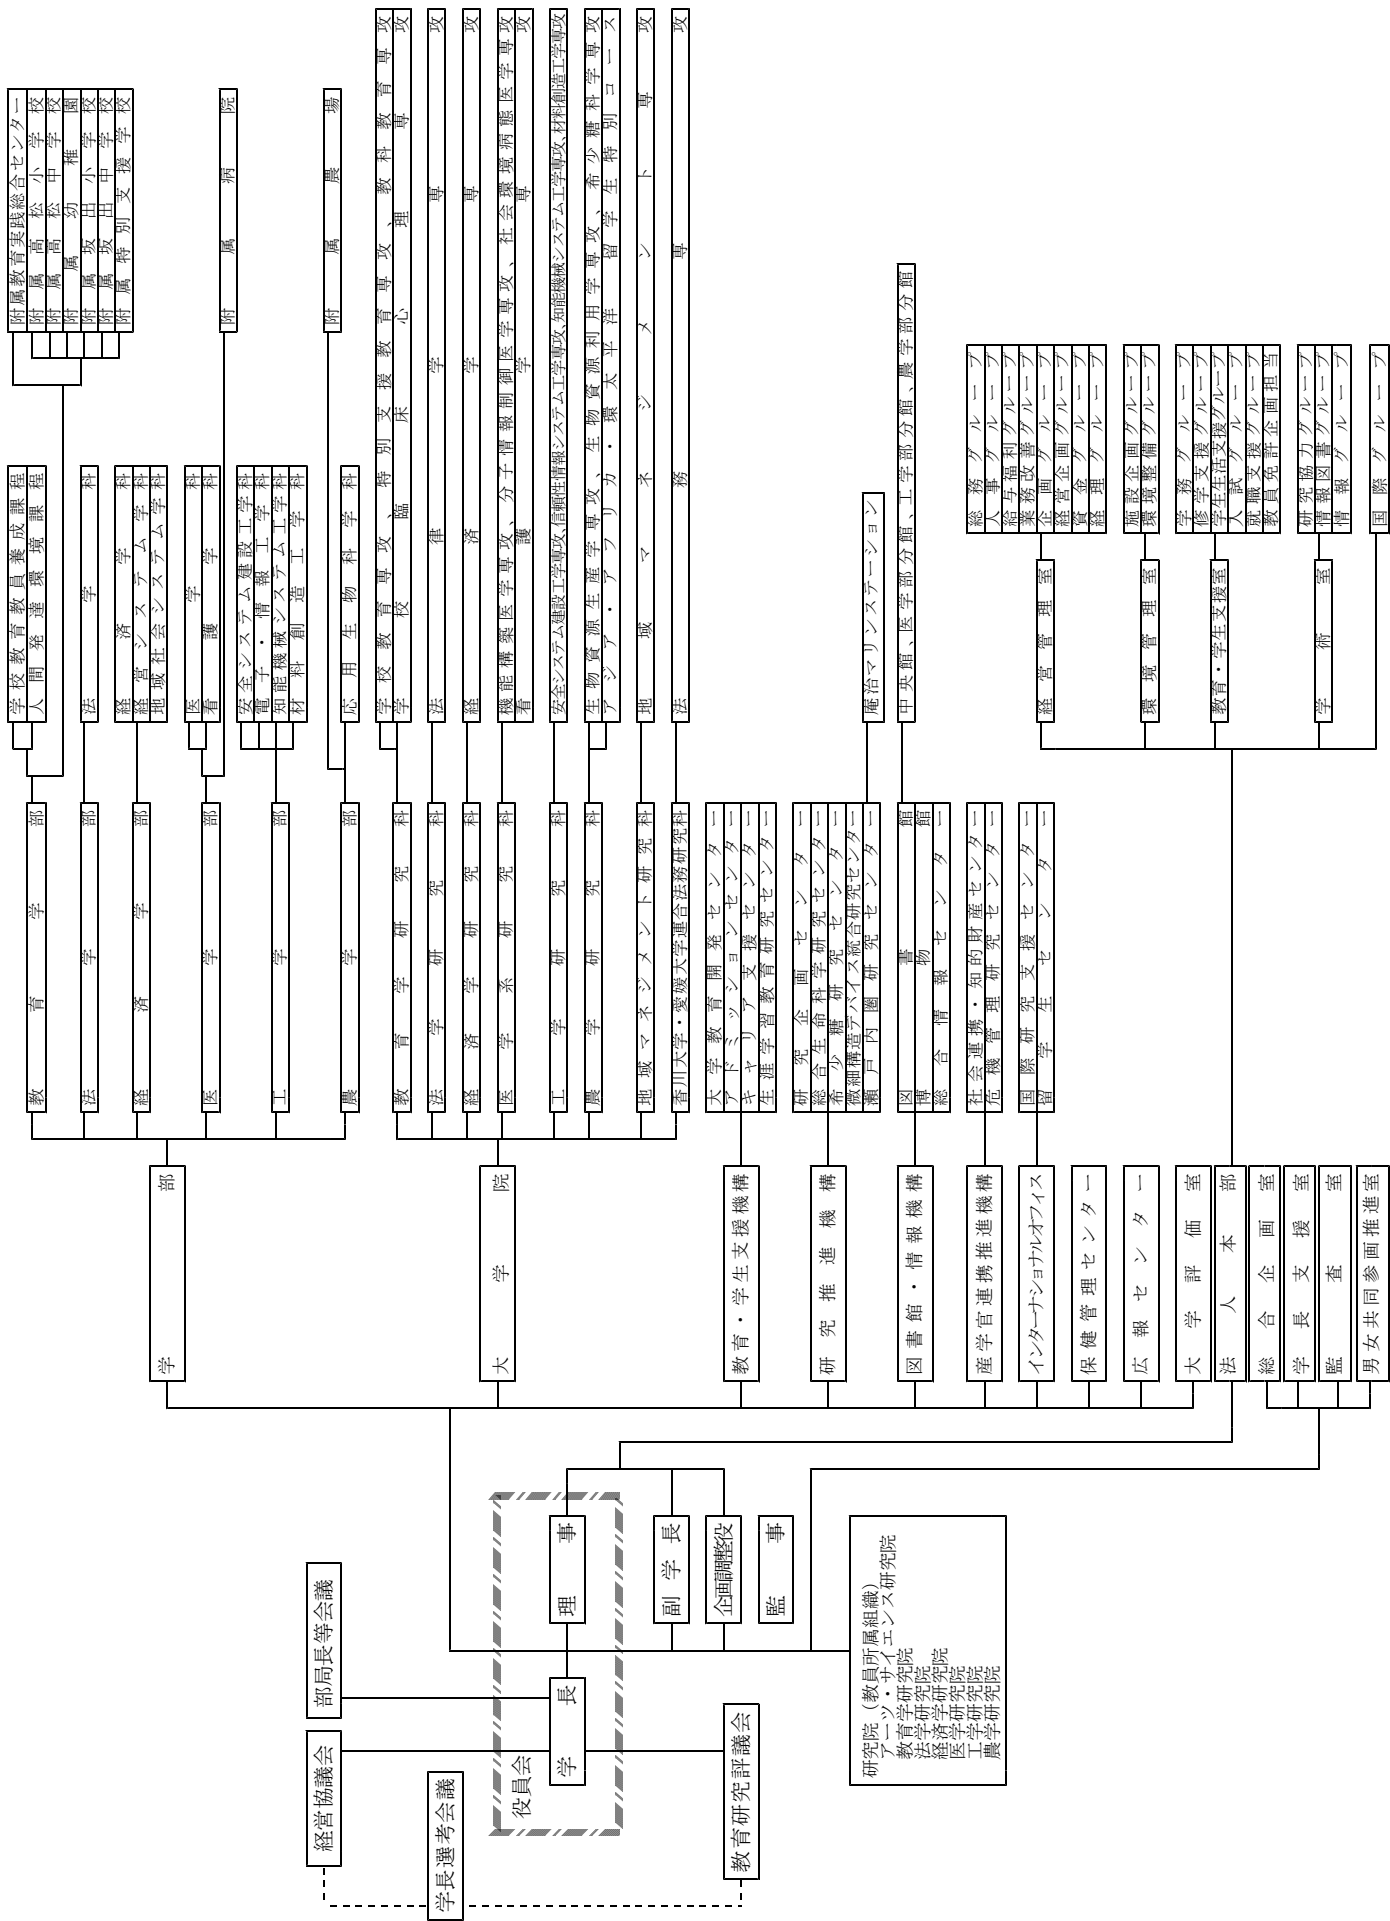 経営協議会
部局長等会議
学長選考会議
役員会
学長
理事
教育研究評議会
副学長
企画調整役
監事
研究院（教員所属組織）
アーツ・サイエンス研究院
教育学研究院
法学研究院
経済学研究院
医学研究院
工学研究院
農学研究院
学部
教育学部
学校教育教員養成課程
人間発達環境課程
附属教育実践総合センター
附属高松小学校
附属高松中学校
附属幼稚園
附属坂出小学校
附属坂出中学校
附属特別支援学校
法学部
法学科
経済学部
経済学科
経営システム学科
地域社会システム学科
医学部
医学科
看護学科
附属病院
工学部
安全システム建設工学科
電子・情報工学科
知能機械システム工学科
材料創造工学科
農学部
応用生物科学科
附属農場
大学院
教育学研究科
学校教育専攻、特別支援教育専攻、教科教育専攻
学校臨床心理専攻
法学研究科
法律学専攻
経済学研究科
経済学専攻
医学系研究科
機能構築医学専攻、分子情報制御医学専攻、社会環境病態医学専攻
看護学専攻
工学研究科
安全システム建設工学専攻、信頼性情報システム工学専攻、知能機械システム工学専攻、材料創造工学専攻
農学研究科
生物資源生産学専攻、生物資源利用学専攻、希少糖科学専攻
アジア・アフリカ・環太平洋留学生特別コース
地域マネジメント研究科
地域マネジメント専攻
香川大学・愛媛大学連合法務研究科
法務専攻
教育・学生支援機構
大学教育開発センター
アドミッションセンター
キャリア支援センター
生涯学習教育研究センター
研究推進機構
研究企画センター
総合生命科学研究センター
希少糖研究センター
微細構造デバイス統合研究センター
瀬戸内圏研究センター
庵治マリンステーション
図書館・情報機構
図書館
中央館、医学部分館、工学部分館、農学部分館
博物館
総合情報センター
産学官連携推進機構
社会連携・知的財産センター
危機管理研究センター
インターナショナルオフィス
国際研究支援センター
留学生センター
保健管理センター
広報センター
大学評価室
法人本部
経営管理室
総務グループ
人事グループ
給与福利グループ
業務改善グループ
企画グループ
経営企画グループ
資金グループ
経理グループ
環境管理室
施設企画グループ
環境整備グループ
教育・学生支援室
学務グループ
修学支援グループ
学生生活支援グループ
入試グループ
就職支援グループ
教員免許企画担当
学術室
研究協力グループ
情報図書グループ
情報グループ
国際グループ
総合企画室
学長支援室
監査室
男女共同参画推進室